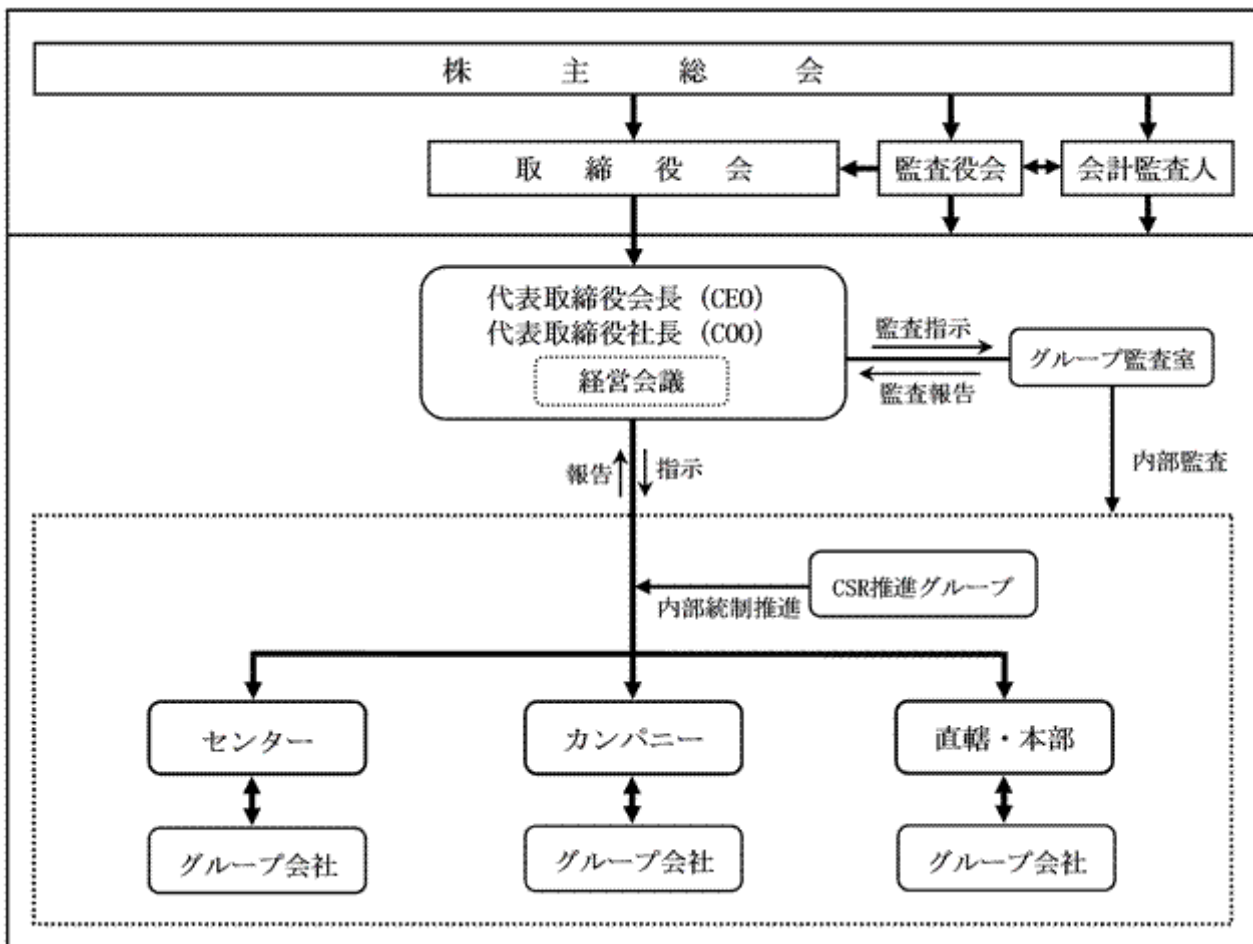 株主総会
取締役会
監査役会
会計監査人
代表取締役会長 (CEO)
代表取締役社長 (COO)
経営会議
監査指示
監査報告
グループ監査室
報告
指示
内部監査
CSR推進グループ
内部統制推進
センター
カンパニー
直轄・本部
グループ会社
グループ会社
グループ会社